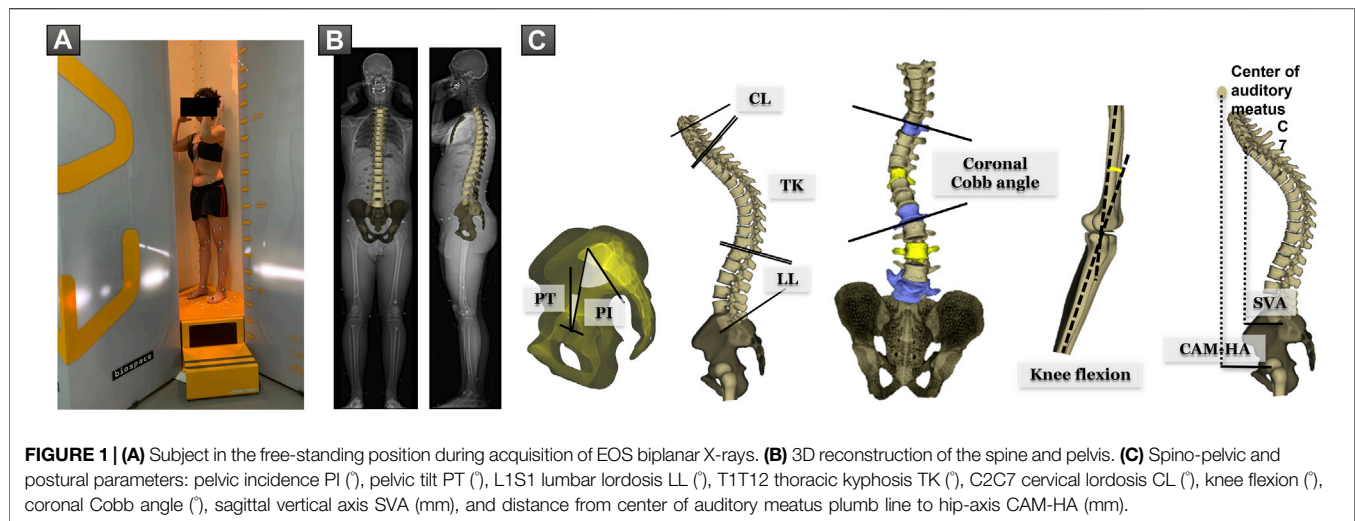 A
B
C
biospace
PT
PI
CL
TK
LL
Coronal
Cobb angle
Knee flexion
Center of
auditory
meatus
C
7
SVA
CAM-HA
FIGURE 1 | (A) Subject in the free-standing position during acquisition of EOS biplanar X-rays. (B) 3D reconstruction of the spine and pelvis. (C) Spino-pelvic and
postural parameters: pelvic incidence PI (°), pelvic tilt PT (°), L1S1 lumbar lordosis LL (°), T1T12 thoracic kyphosis TK (°), C2C7 cervical lordosis CL (°), knee flexion (°),
coronal Cobb angle (°), sagittal vertical axis SVA (mm), and distance from center of auditory meatus plumb line to hip-axis CAM-HA (mm).